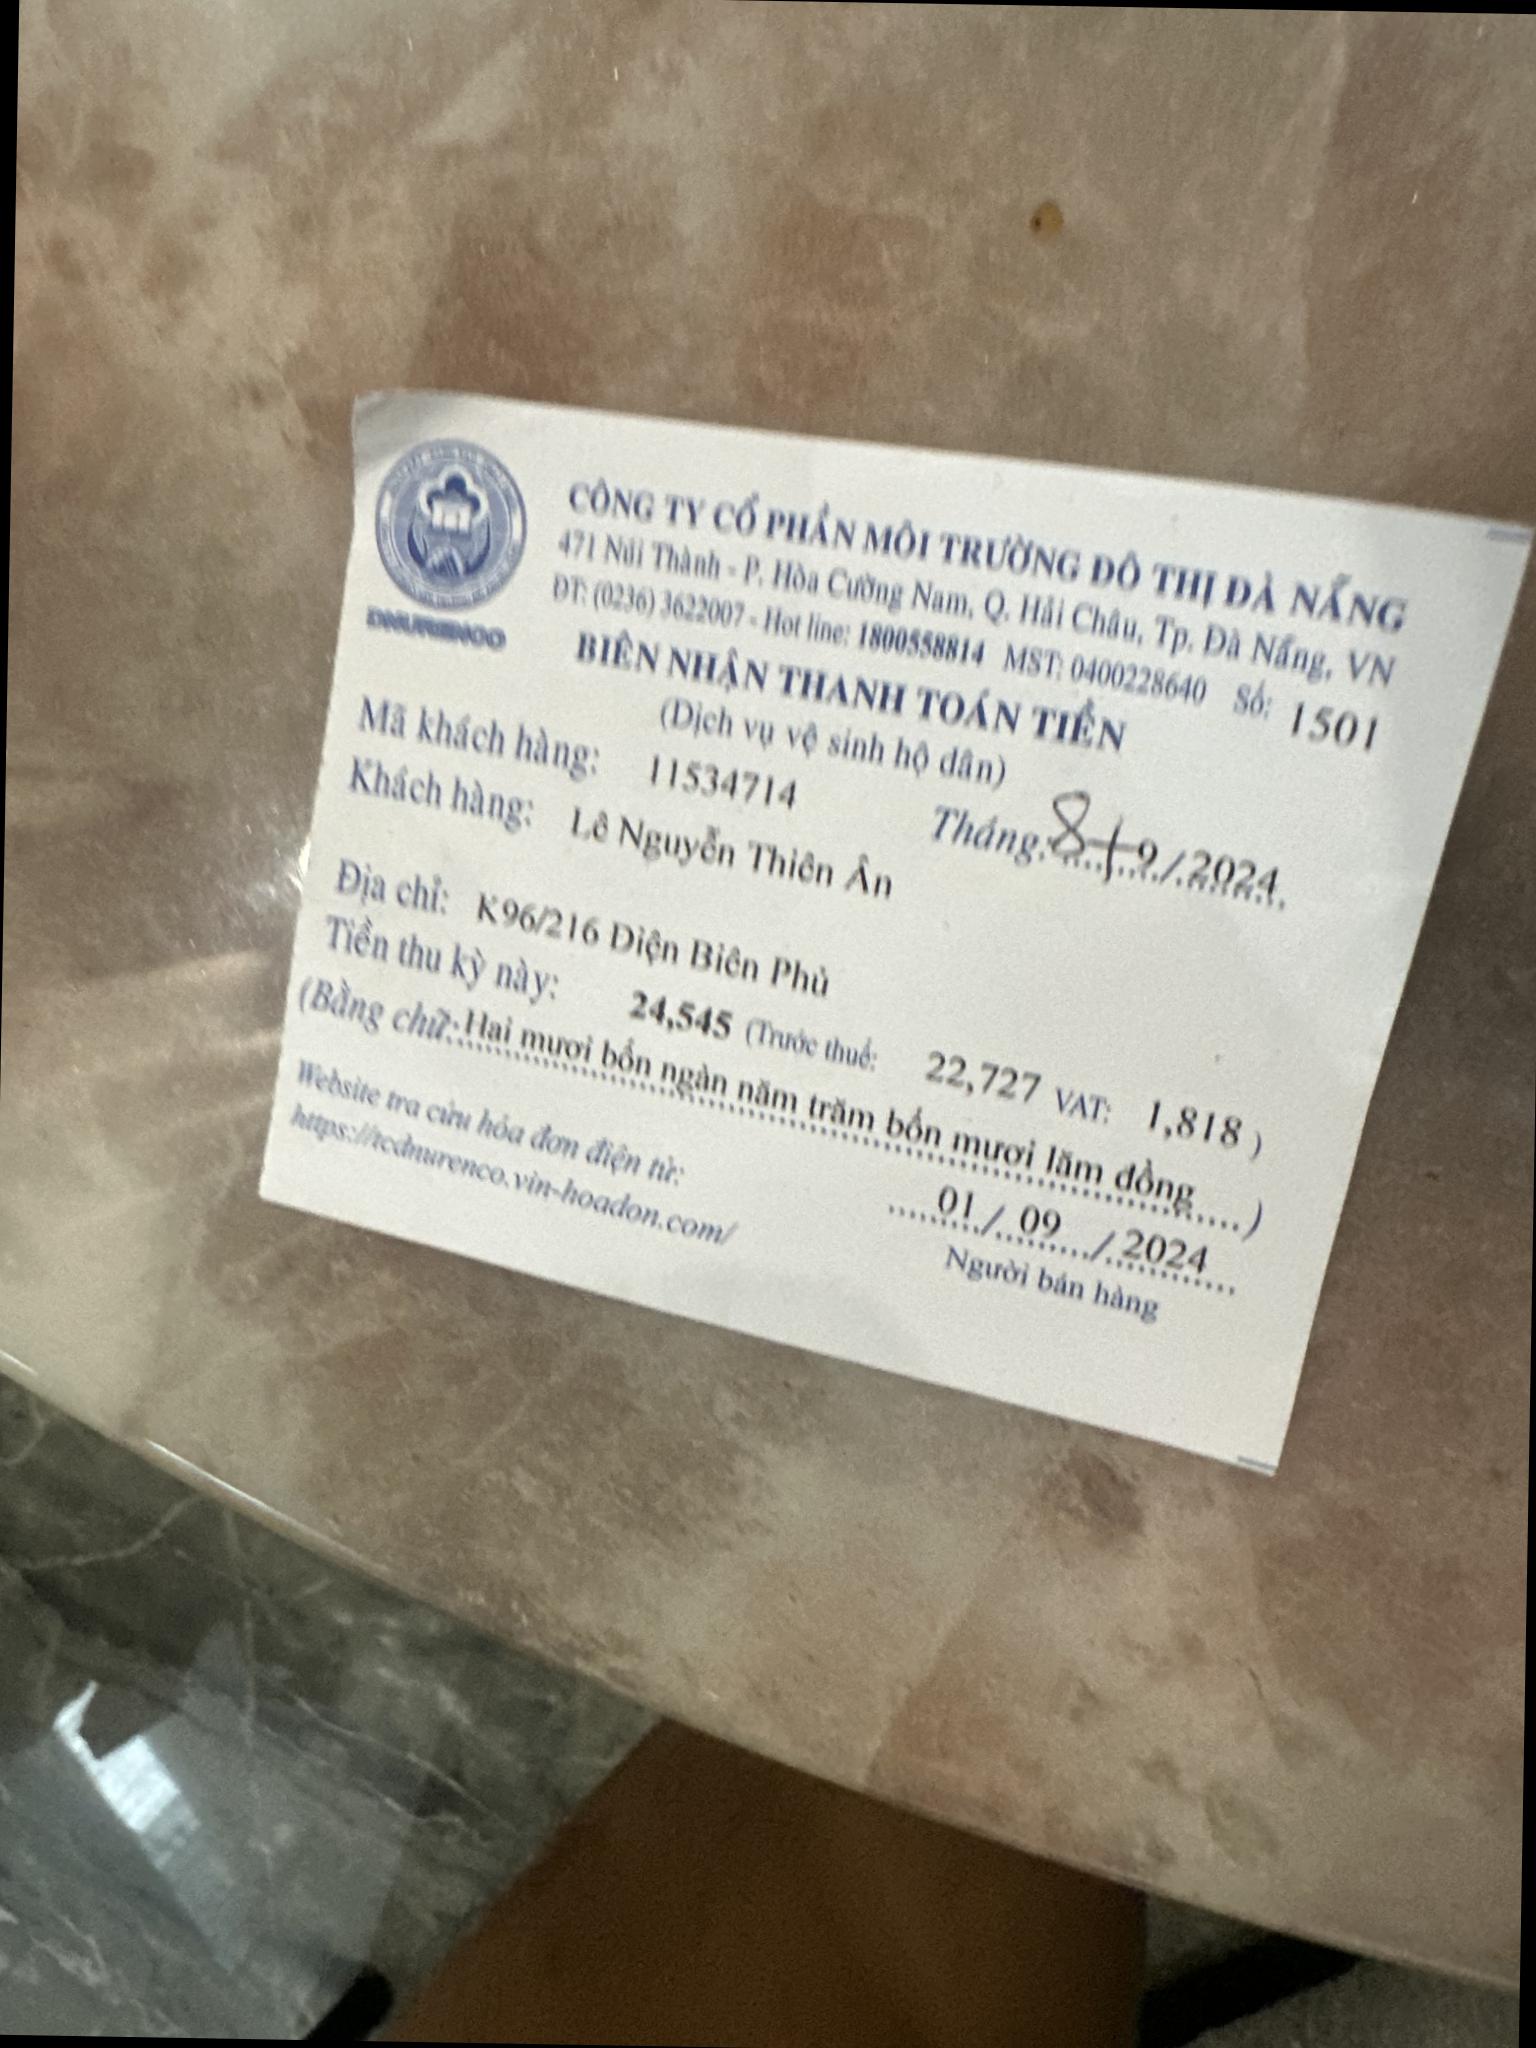 DNURENCO
CÔNG TY CỔ PHẦN MÔI TRƯỜNG ĐÔ THỊ ĐÀ NẴNG
471 Núi Thành - P. Hòa Cường Nam, Q. Hải Châu, Tp. Đà Nẵng, VN
ĐT: (0236) 3622007 - Hot line: 1800558814 MST: 0400228640 Số: 1501
BIÊN NHẬN THANH TOÁN TIỀN
(Dịch vụ vệ sinh hộ dân)
Mã khách hàng: 11534714 Tháng: 8+9/2024
Khách hàng: Lê Nguyễn Thiên Ân
Địa chỉ: K96/216 Điện Biên Phủ
Tiền thu kỳ này: 24,545 (Trước thuế: 22,727 VAT: 1,818 )
(Bằng chữ: Hai mươi bốn ngàn năm trăm bốn mươi lăm đồng )
Website tra cứu hóa đơn điện tử: 01/ 09 /2024
https://tcdnurenco.vin-hoadon.com/ Người bán hàng